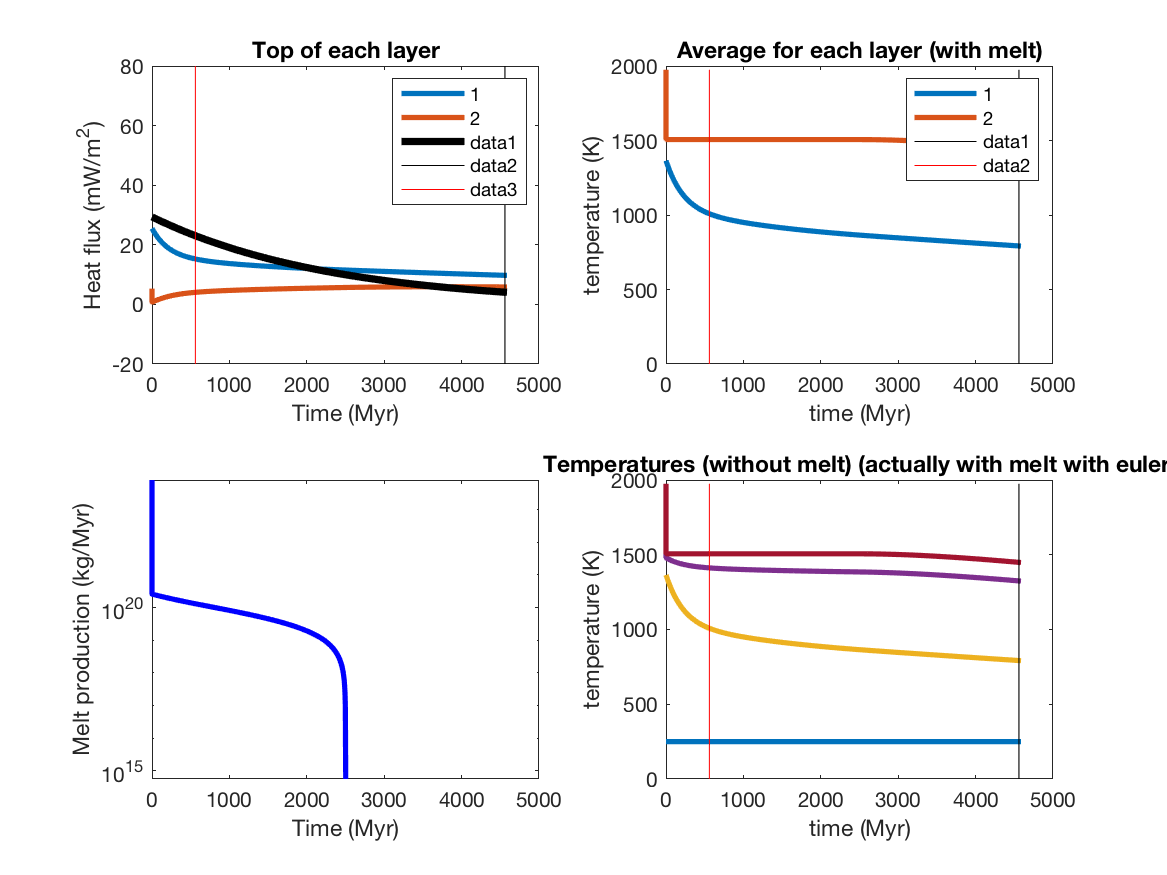 Top of each layer
80
60
40
20
0
-20
Heat flux (mW/m²)
0 1000 2000 3000 4000 5000
Time (Myr)
1
2
data1
data2
data3
Average for each layer (with melt)
2000
1500
1000
500
0
temperature (K)
0 1000 2000 3000 4000 5000
time (Myr)
1
2
data1
data2
10²⁰
10¹⁵
Melt production (kg/Myr)
0 1000 2000 3000 4000 5000
Time (Myr)
Temperatures (without melt) (actually with melt with euler
2000
1500
1000
500
0
temperature (K)
0 1000 2000 3000 4000 5000
time (Myr)